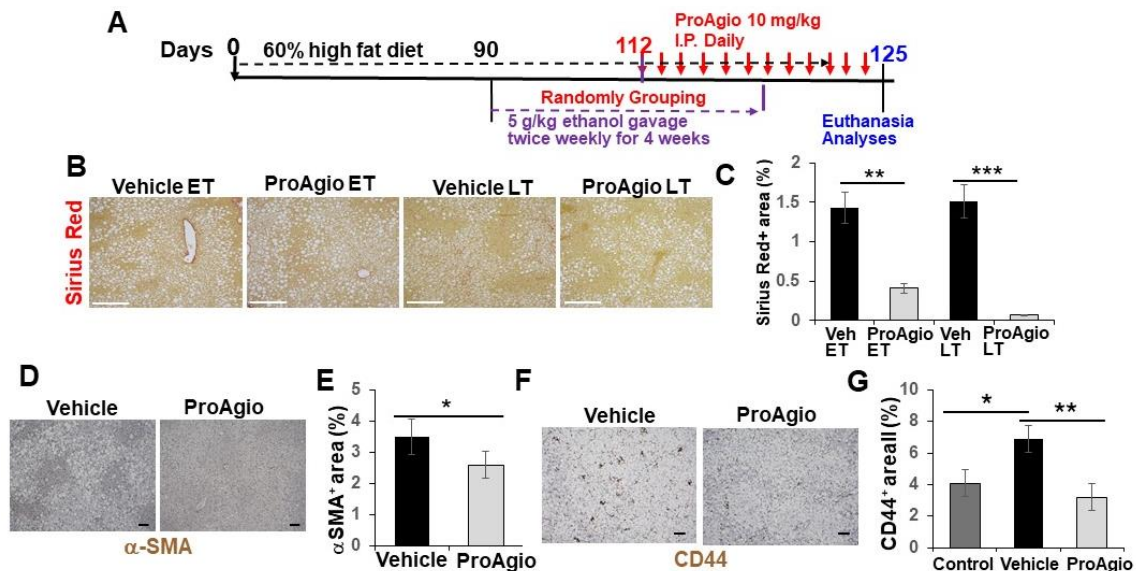 A
Days
0
60% high fat diet
90
112
ProAgio 10 mg/kg
I.P. Daily
125
Randomly Grouping
5 g/kg ethanol gavage
twice weekly for 4 weeks
Euthanasia
Analyses
B
Vehicle ET
ProAgio ET
Vehicle LT
ProAgio LT
Sirius Red
C
Sirius Red+ area (%)
2
1.5
1
0.5
0
**
***
Veh
ET
ProAgio
ET
Veh
LT
ProAgio
LT
D
Vehicle
ProAgio
α-SMA
E
αSMA⁺ area (%)
5
4
3
2
1
0
*
Vehicle
ProAgio
F
Vehicle
ProAgio
CD44
G
CD44⁺ areall (%)
10
8
6
4
2
0
*
**
Control
Vehicle
ProAgio